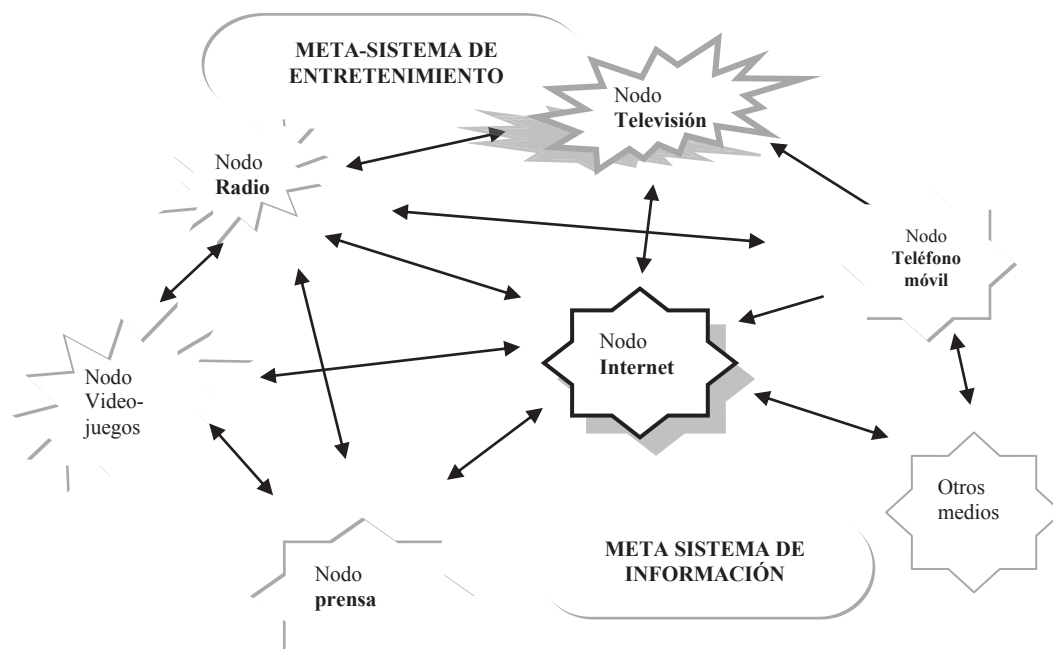 META-SISTEMA DE
ENTRETENIMIENTO
Nodo
Televisión
Nodo
Radio
Nodo
Teléfono
móvil
Nodo
Internet
Nodo
Video-
juegos
Otros
medios
META SISTEMA DE
INFORMACIÓN
Nodo
prensa